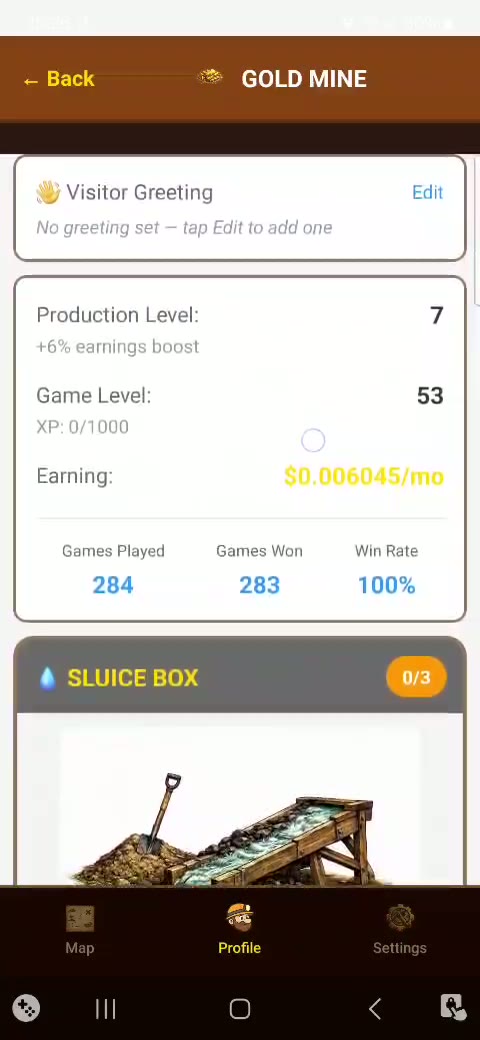 ← Back
GOLD MINE
👋 Visitor Greeting
Edit
No greeting set — tap Edit to add one
Production Level:
7
+6% earnings boost
Game Level:
53
XP: 0/1000
Earning:
$0.006045/mo
Games Played
Games Won
Win Rate
284
283
100%
💧 SLUICE BOX
0/3
Map
Profile
Settings